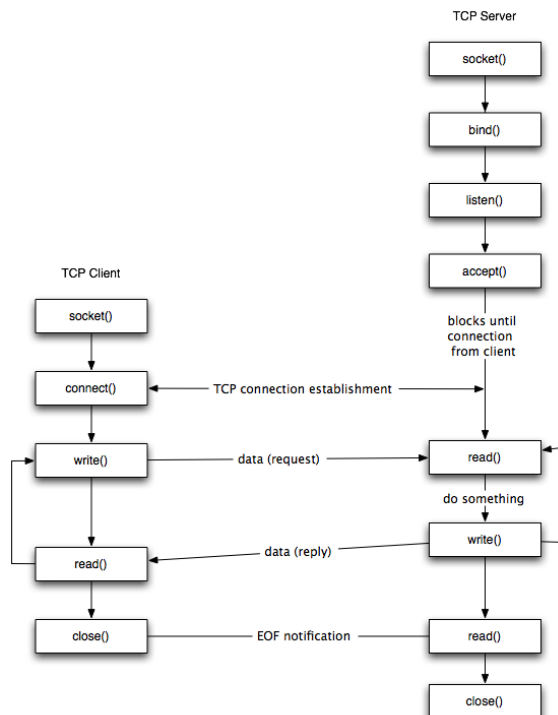 TCP Server
socket()
bind()
listen()
accept()
TCP Client
blocks until
connection
from client
socket()
connect()
TCP connection establishment
write()
data (request)
read()
do something
write()
data (reply)
read()
close()
EOF notification
read()
close()